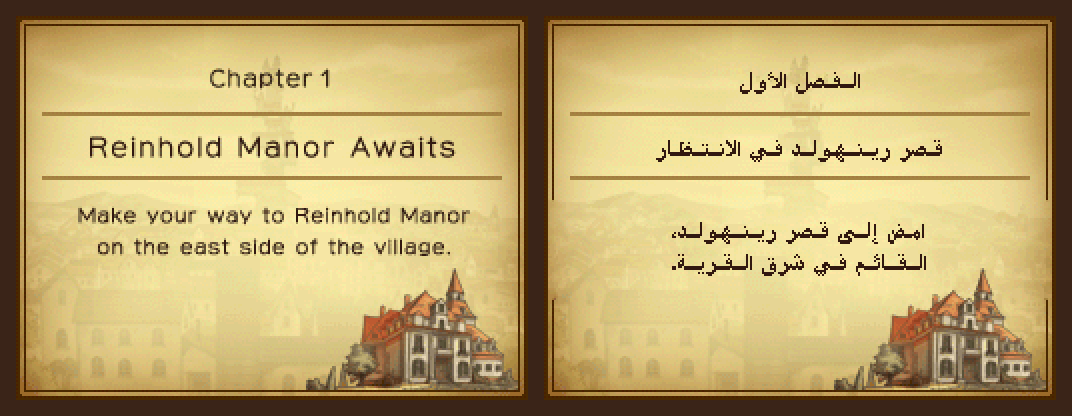 Chapter 1
Reinhold Manor Awaits
Make your way to Reinhold Manor
on the east side of the village.
الفصل الأول
قصر رينهولد في الانتظار
امضِ إلى قصر رينهولد،
القائم في شرق القرية.